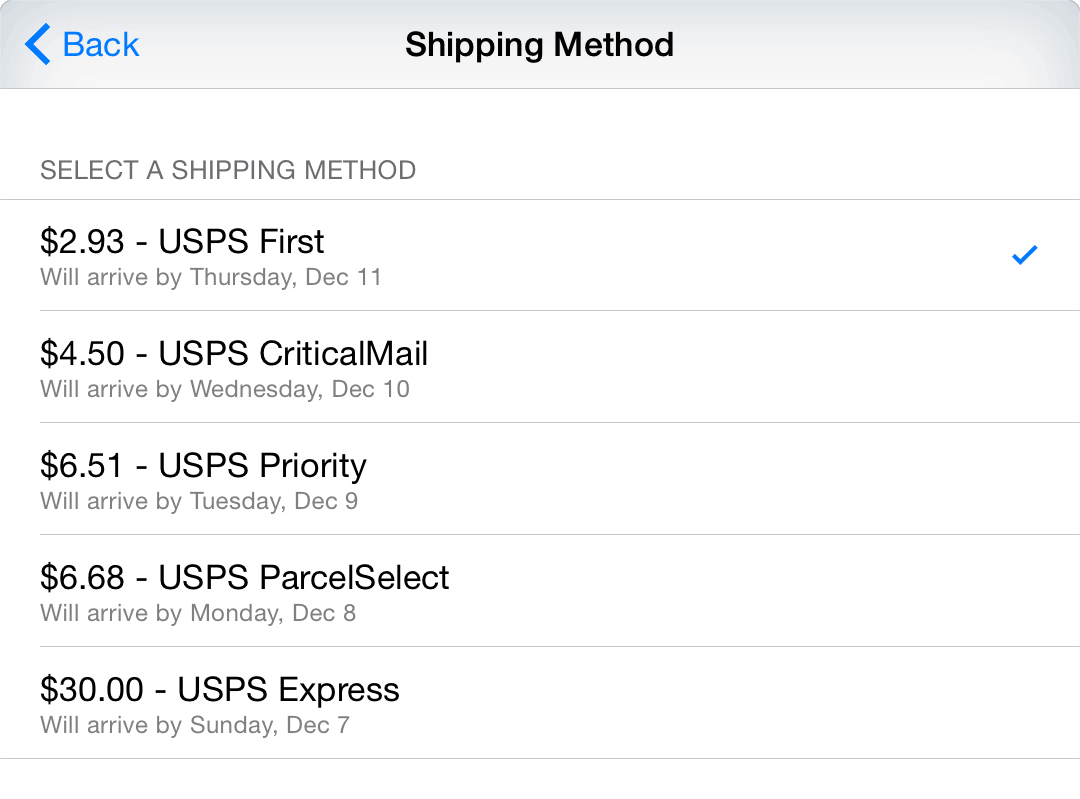 Back
Shipping Method
SELECT A SHIPPING METHOD
$2.93 - USPS First
Will arrive by Thursday, Dec 11
$4.50 - USPS CriticalMail
Will arrive by Wednesday, Dec 10
$6.51 - USPS Priority
Will arrive by Tuesday, Dec 9
$6.68 - USPS ParcelSelect
Will arrive by Monday, Dec 8
$30.00 - USPS Express
Will arrive by Sunday, Dec 7